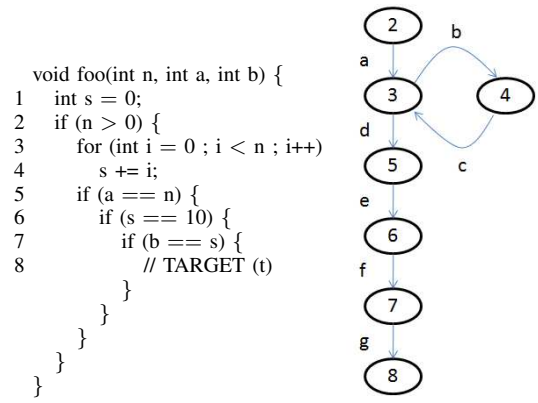 void foo(int n, int a, int b) {
1 int s = 0;
2 if (n > 0) {
3 for (int i = 0 ; i < n ; i++)
4 s += i;
5 if (a == n) {
6 if (s == 10) {
7 if (b == s) {
8 // TARGET (t)
}
}
}
}
}
2
a
b
3
4
d
c
5
e
6
f
7
g
8